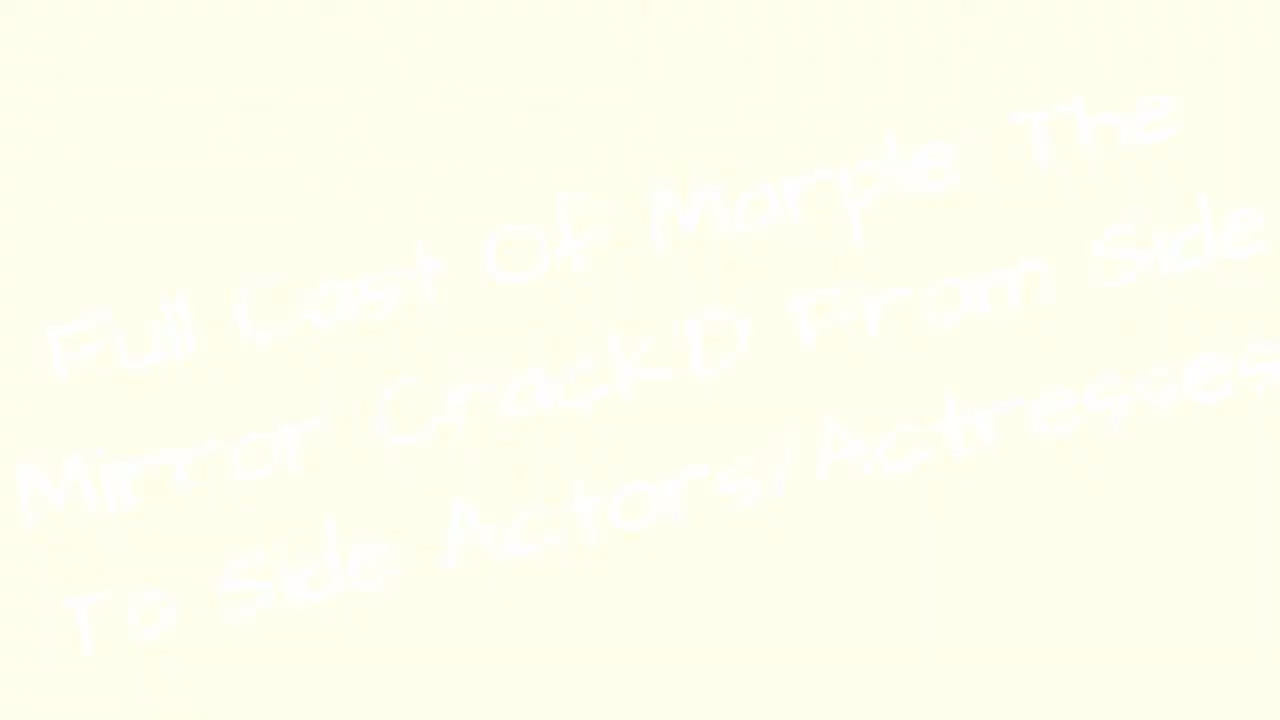 Full Cast Of Marple The
Mirror Crack'D From Side
To Side Actors/Actresses